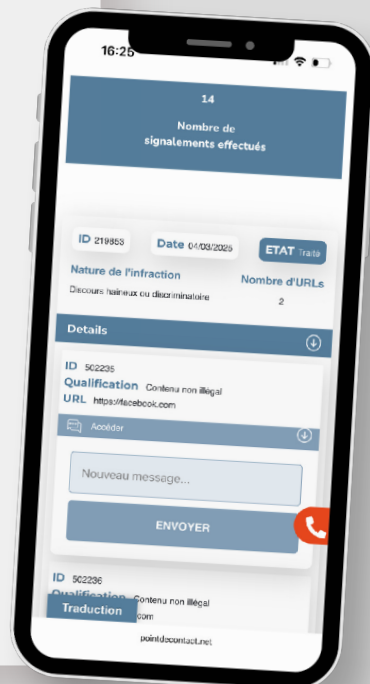 16:25
14
Nombre de
signalements effectués
ID 219853 Date 04/03/2025 ETAT Traité
Nature de l'infraction Nombre d'URLs
Discours haineux ou discriminatoire 2
Details
ID 502235
Qualification Contenu non illégal
URL https://facebook.com
Accéder
Nouveau message...
ENVOYER
ID 502236
Qualification Contenu non illégal
com
Traduction
pointdecontact.net